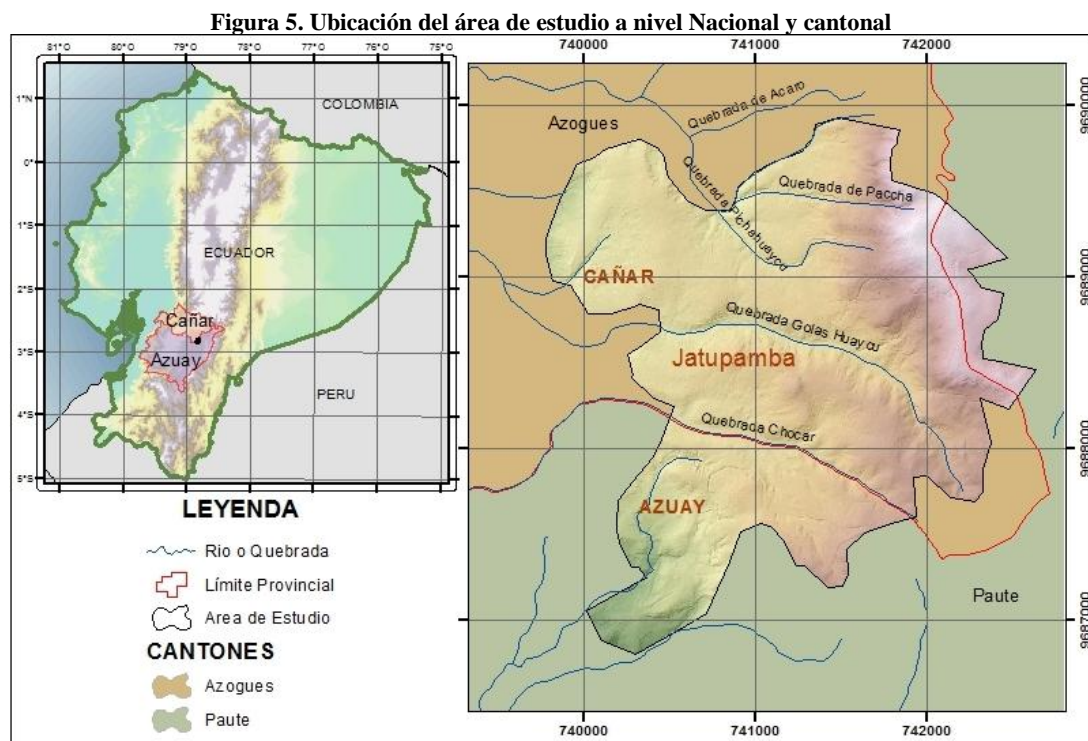 Figura 5. Ubicación del área de estudio a nivel Nacional y cantonal
81°O 80°O 79°O 78°O 77°O 76°O 75°O
1°N
0°
1°S
2°S
3°S
4°S
5°S
COLOMBIA
ECUADOR
Cañar
Azuay
PERU
LEYENDA
Rio o Quebrada
Límite Provincial
Area de Estudio
CANTONES
Azogues
Paute
740000 741000 742000
9690000
9689000
9688000
9687000
Azogues
Quebrada de Acaro
Quebrada Pichahuaycu
Quebrada de Paccha
CAÑAR
Quebrada Golas Huaycu
Jatupamba
Quebrada Chocar
AZUAY
Paute
740000 741000 742000